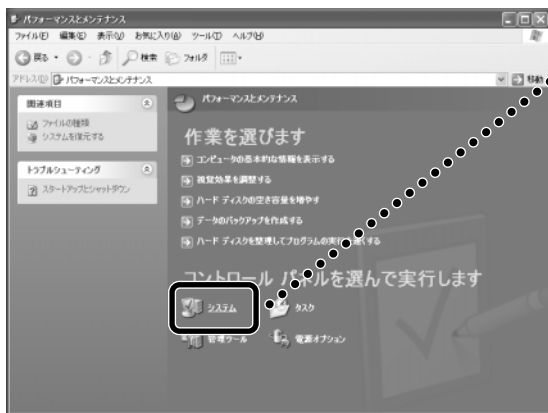 パフォーマンスとメンテナンス
ファイル(F) 編集(E) 表示(V) お気に入り(A) ツール(T) ヘルプ(H)
戻る 検索 フォルダ
アドレス(D) パフォーマンスとメンテナンス 移動
関連項目
ファイルの種類
システムを復元する
トラブルシューティング
スタートアップとシャットダウン
パフォーマンスとメンテナンス
作業を選びます
コンピュータの基本的な情報を表示する
視覚効果を調整する
ハード ディスクの空き容量を増やす
データのバックアップを作成する
ハード ディスクを整理してプログラムの実行を速くする
コントロール パネルを選んで実行します
システム タスク
管理ツール 電源オプション